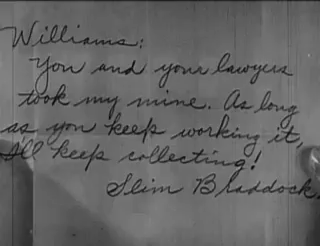 Williams:
You and your lawyers
took my mine. As long
as you keep working it,
I'll keep collecting!
Slim Braddock.